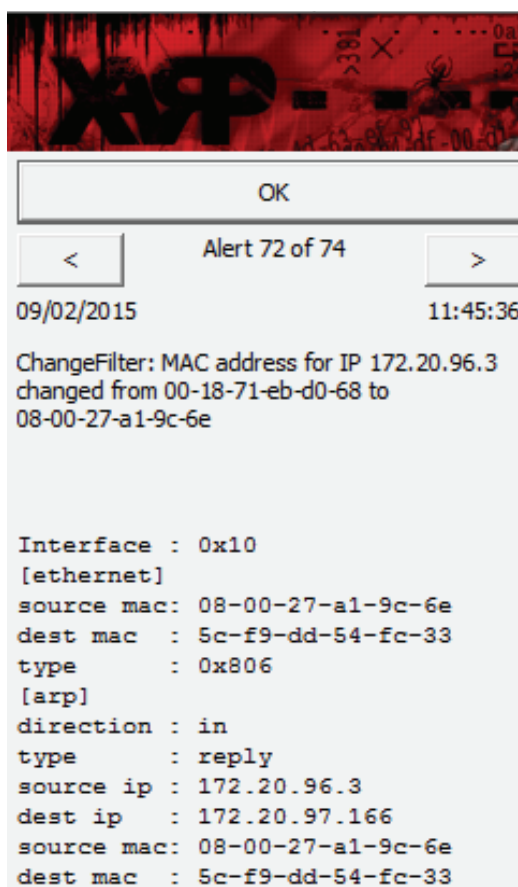 XARP
OK
< Alert 72 of 74 >
09/02/2015 11:45:36
ChangeFilter: MAC address for IP 172.20.96.3
changed from 00-18-71-eb-d0-68 to
08-00-27-a1-9c-6e
Interface : 0x10
[ethernet]
source mac: 08-00-27-a1-9c-6e
dest mac : 5c-f9-dd-54-fc-33
type : 0x806
[arp]
direction : in
type : reply
source ip : 172.20.96.3
dest ip : 172.20.97.166
source mac: 08-00-27-a1-9c-6e
dest mac : 5c-f9-dd-54-fc-33